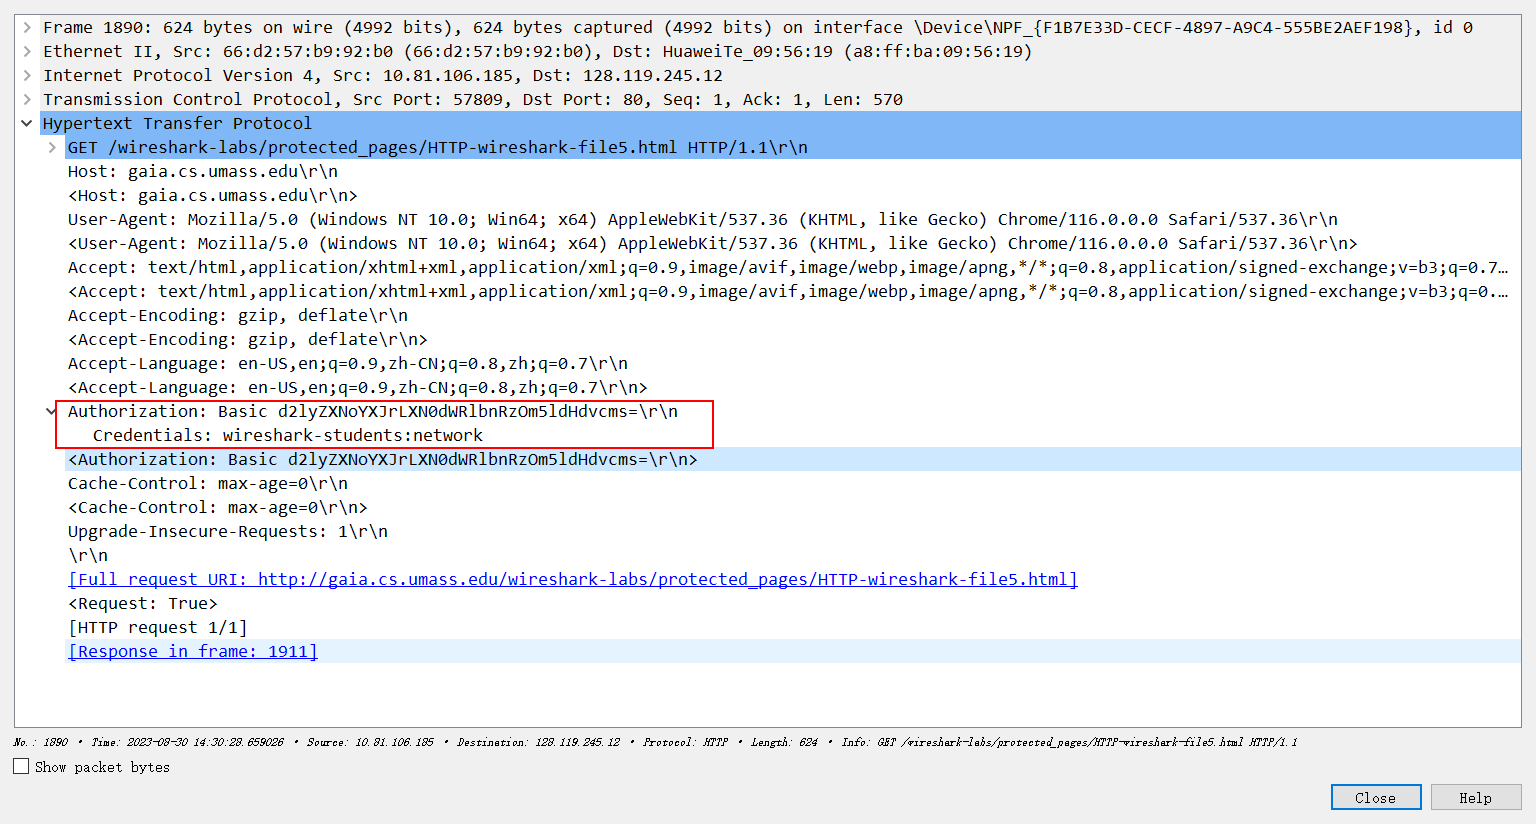 Frame 1890: 624 bytes on wire (4992 bits), 624 bytes captured (4992 bits) on interface \Device\NPF_{F1B7E33D-CECF-4897-A9C4-555BE2AEF198}, id 0
Ethernet II, Src: 66:d2:57:b9:92:b0 (66:d2:57:b9:92:b0), Dst: HuaweiTe_09:56:19 (a8:ff:ba:09:56:19)
Internet Protocol Version 4, Src: 10.81.106.185, Dst: 128.119.245.12
Transmission Control Protocol, Src Port: 57809, Dst Port: 80, Seq: 1, Ack: 1, Len: 570
Hypertext Transfer Protocol
GET /wireshark-labs/protected_pages/HTTP-wireshark-file5.html HTTP/1.1\r\n
Host: gaia.cs.umass.edu\r\n
<Host: gaia.cs.umass.edu\r\n>
User-Agent: Mozilla/5.0 (Windows NT 10.0; Win64; x64) AppleWebKit/537.36 (KHTML, like Gecko) Chrome/116.0.0.0 Safari/537.36\r\n
<User-Agent: Mozilla/5.0 (Windows NT 10.0; Win64; x64) AppleWebKit/537.36 (KHTML, like Gecko) Chrome/116.0.0.0 Safari/537.36\r\n>
Accept: text/html,application/xhtml+xml,application/xml;q=0.9,image/avif,image/webp,image/apng,*/*;q=0.8,application/signed-exchange;v=b3;q=0.7…
<Accept: text/html,application/xhtml+xml,application/xml;q=0.9,image/avif,image/webp,image/apng,*/*;q=0.8,application/signed-exchange;v=b3;q=0.…
Accept-Encoding: gzip, deflate\r\n
<Accept-Encoding: gzip, deflate\r\n>
Accept-Language: en-US,en;q=0.9,zh-CN;q=0.8,zh;q=0.7\r\n
<Accept-Language: en-US,en;q=0.9,zh-CN;q=0.8,zh;q=0.7\r\n>
Authorization: Basic d2lyZXNoYXJrLXN0dWRlbnRzOm5ldHdvcms=\r\n
Credentials: wireshark-students:network
<Authorization: Basic d2lyZXNoYXJrLXN0dWRlbnRzOm5ldHdvcms=\r\n>
Cache-Control: max-age=0\r\n
<Cache-Control: max-age=0\r\n>
Upgrade-Insecure-Requests: 1\r\n
\r\n
[Full request URI: http://gaia.cs.umass.edu/wireshark-labs/protected_pages/HTTP-wireshark-file5.html]
<Request: True>
[HTTP request 1/1]
[Response in frame: 1911]
No.: 1890 • Time: 2023-08-30 14:30:28.659026 • Source: 10.81.106.185 • Destination: 128.119.245.12 • Protocol: HTTP • Length: 624 • Info: GET /wireshark-labs/protected_pages/HTTP-wireshark-file5.html HTTP/1.1
Show packet bytes
Close Help